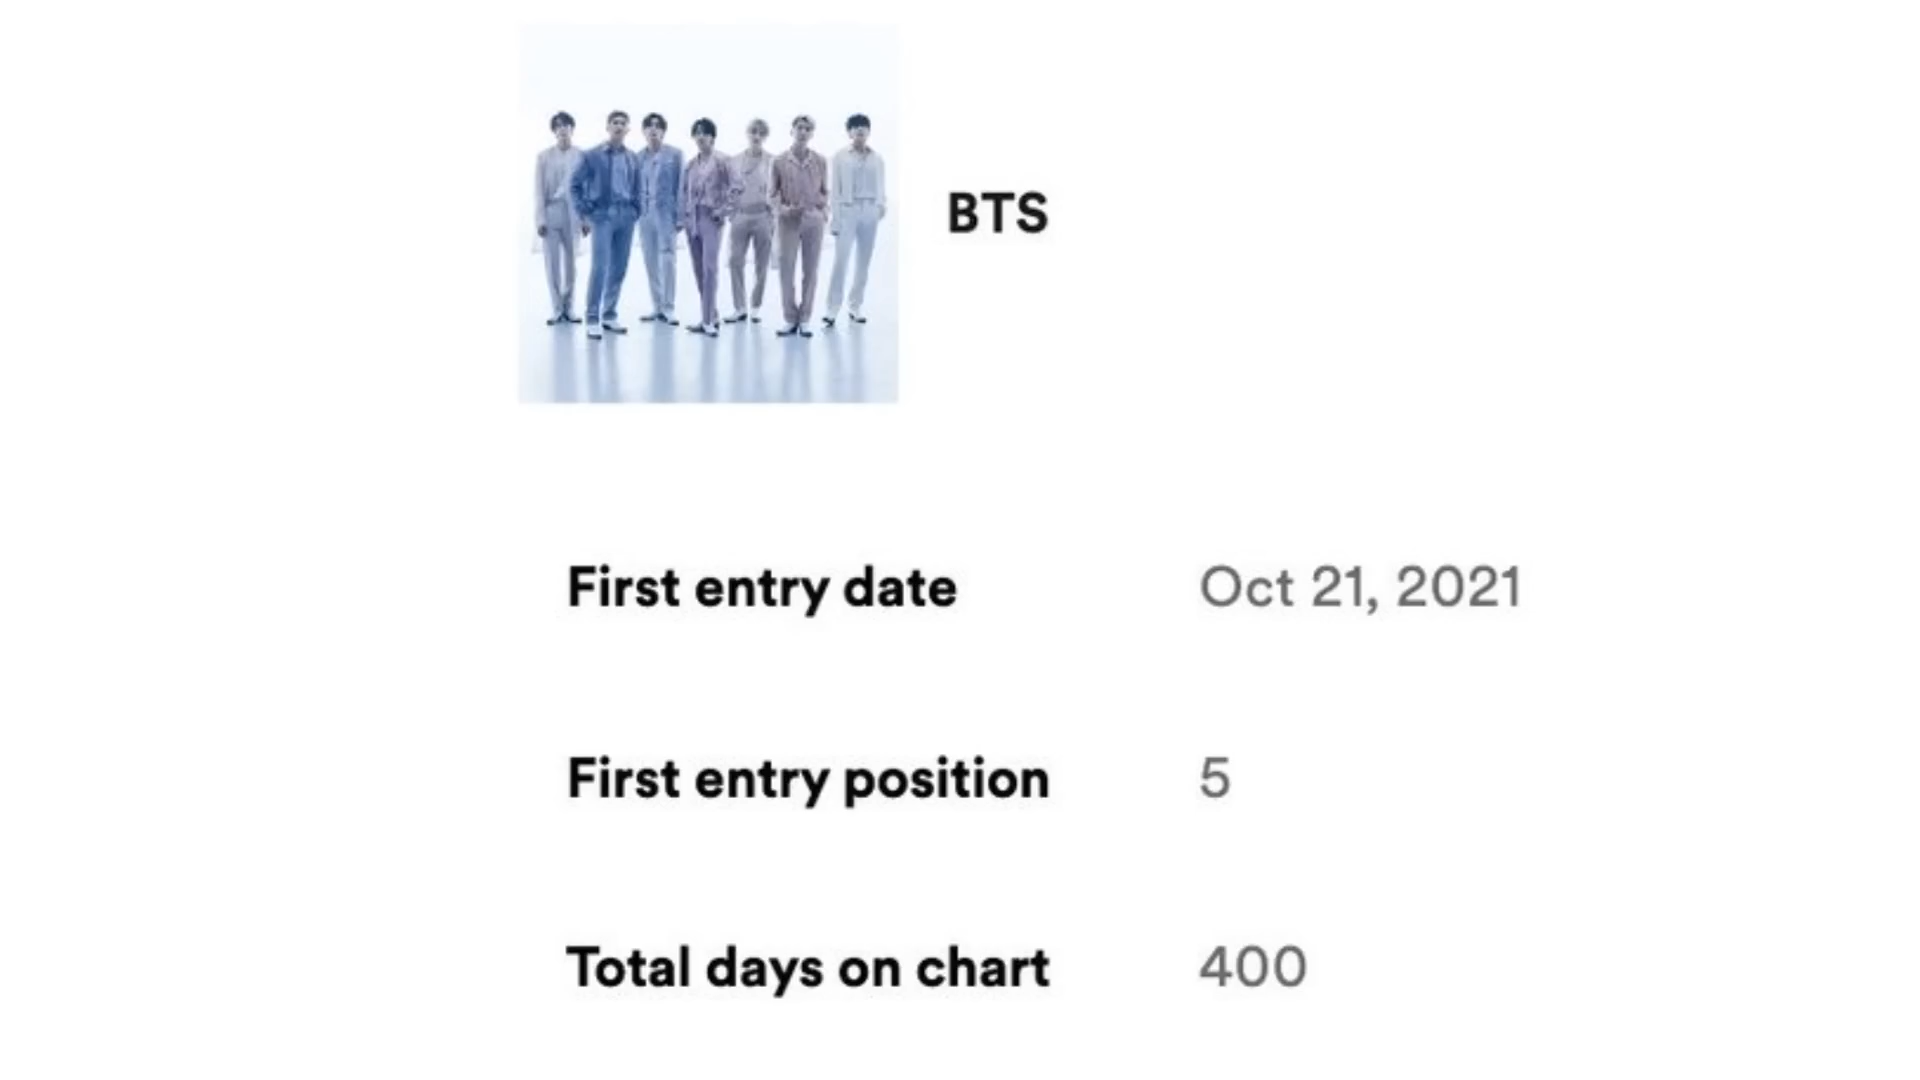 BTS
First entry date Oct 21, 2021
First entry position 5
Total days on chart 400